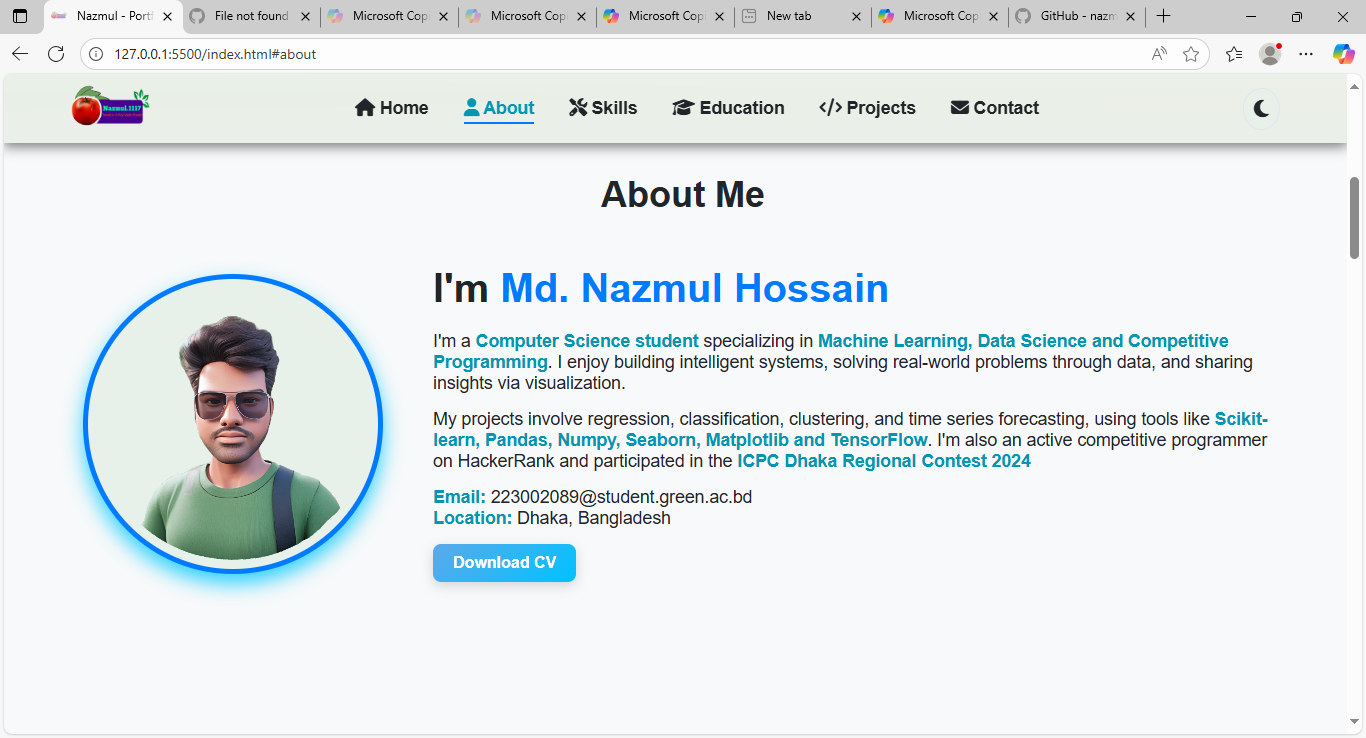 Nazmul - Portf
File not found
Microsoft Cop
Microsoft Cop
Microsoft Cop
New tab
Microsoft Cop
GitHub - nazm
127.0.0.1:5500/index.html#about
Nazmul.1117
Home
About
Skills
Education
Projects
Contact
About Me
I'm Md. Nazmul Hossain
I'm a Computer Science student specializing in Machine Learning, Data Science and Competitive
Programming. I enjoy building intelligent systems, solving real-world problems through data, and sharing
insights via visualization.
My projects involve regression, classification, clustering, and time series forecasting, using tools like Scikit-
learn, Pandas, Numpy, Seaborn, Matplotlib and TensorFlow. I'm also an active competitive programmer
on HackerRank and participated in the ICPC Dhaka Regional Contest 2024
Email: 223002089@student.green.ac.bd
Location: Dhaka, Bangladesh
Download CV